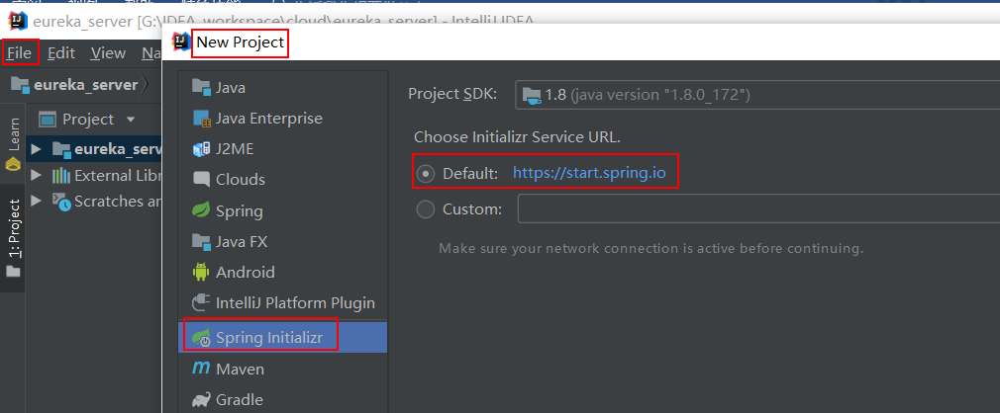 eureka_server [G:\IDEA_workspace\cloud\eureka_server] - IntelliJ IDEA
New Project
File Edit View Na
eureka_server
Project
eureka_serv
External Libr
Scratches an
Learn
1: Project
Java
Java Enterprise
J2ME
Clouds
Spring
Java FX
Android
IntelliJ Platform Plugin
Spring Initializr
Maven
Gradle
Project SDK: 1.8 (java version "1.8.0_172")
Choose Initializr Service URL.
Default: https://start.spring.io
Custom:
Make sure your network connection is active before continuing.